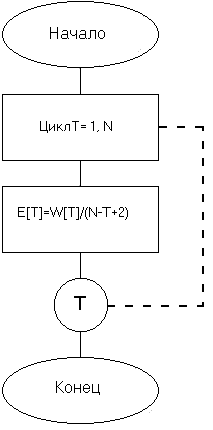 Начало
ЦиклT= 1, N
E[T]=W[T]/(N-T+2)
T
Конец